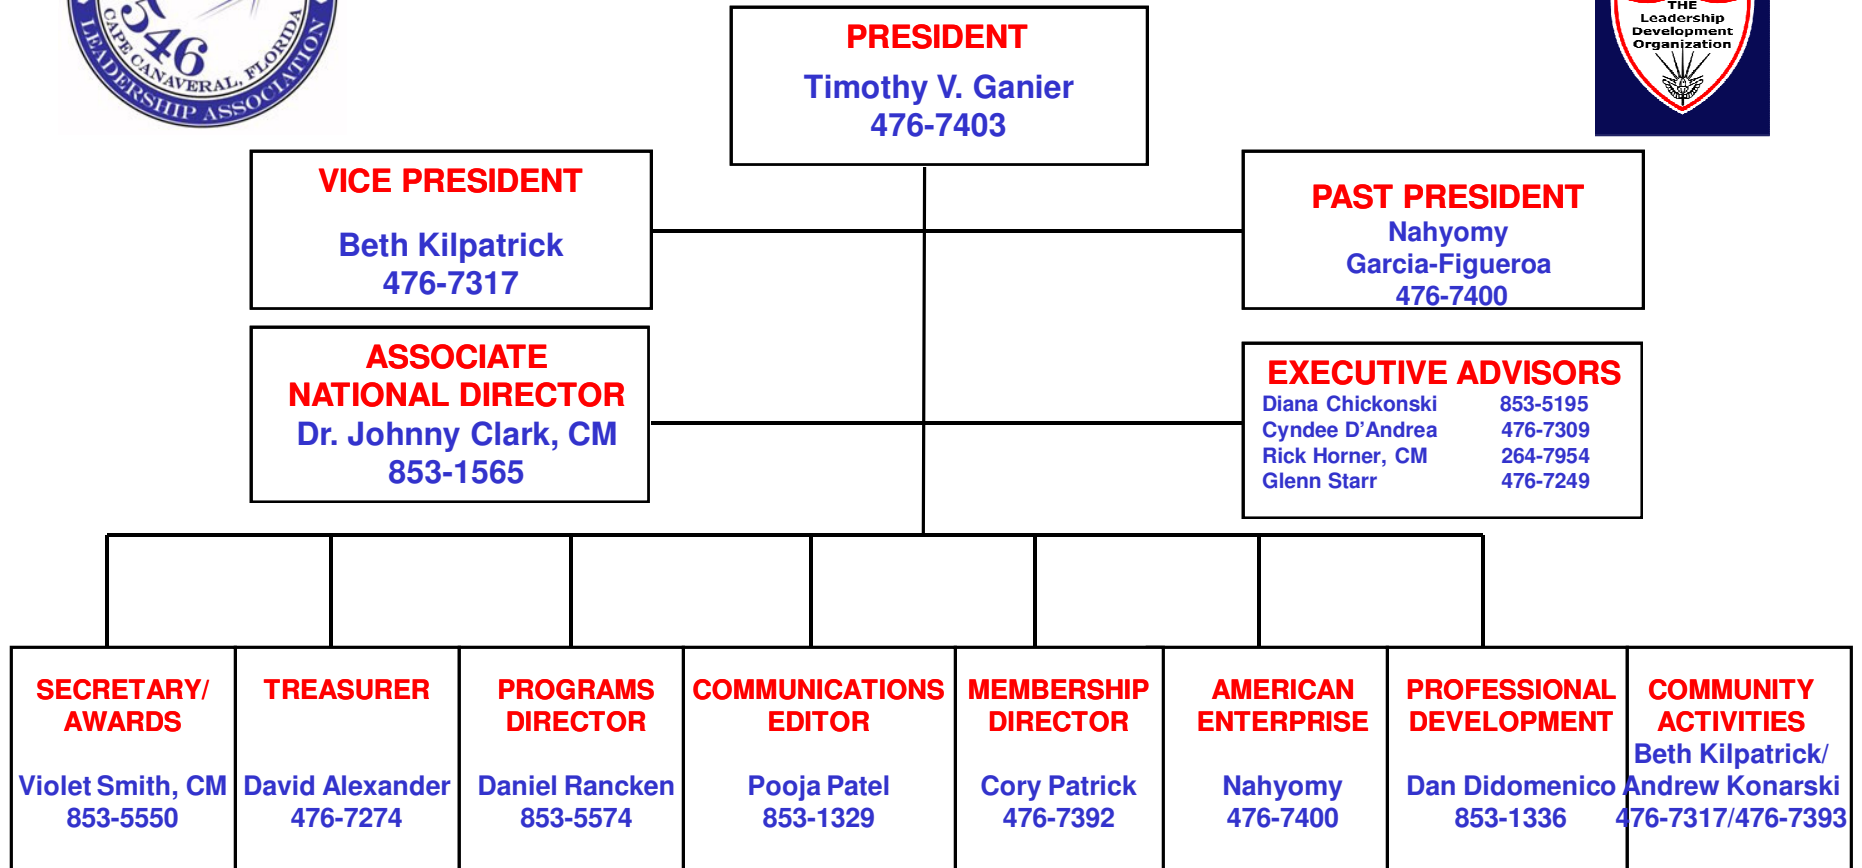 546
CAPE CANAVERAL, FLORIDA
LEADERSHIP ASSOCIATION
THE
Leadership
Development
Organization
PRESIDENT
Timothy V. Ganier
476-7403
VICE PRESIDENT
Beth Kilpatrick
476-7317
PAST PRESIDENT
Nahyomy
Garcia-Figueroa
476-7400
ASSOCIATE
NATIONAL DIRECTOR
Dr. Johnny Clark, CM
853-1565
EXECUTIVE ADVISORS
Diana Chickonski 853-5195
Cyndee D’Andrea 476-7309
Rick Horner, CM 264-7954
Glenn Starr 476-7249
SECRETARY/
AWARDS
Violet Smith, CM
853-5550
TREASURER
David Alexander
476-7274
PROGRAMS
DIRECTOR
Daniel Rancken
853-5574
COMMUNICATIONS
EDITOR
Pooja Patel
853-1329
MEMBERSHIP
DIRECTOR
Cory Patrick
476-7392
AMERICAN
ENTERPRISE
Nahyomy
476-7400
PROFESSIONAL
DEVELOPMENT
Dan Didomenico
853-1336
COMMUNITY
ACTIVITIES
Beth Kilpatrick/
Andrew Konarski
476-7317/476-7393